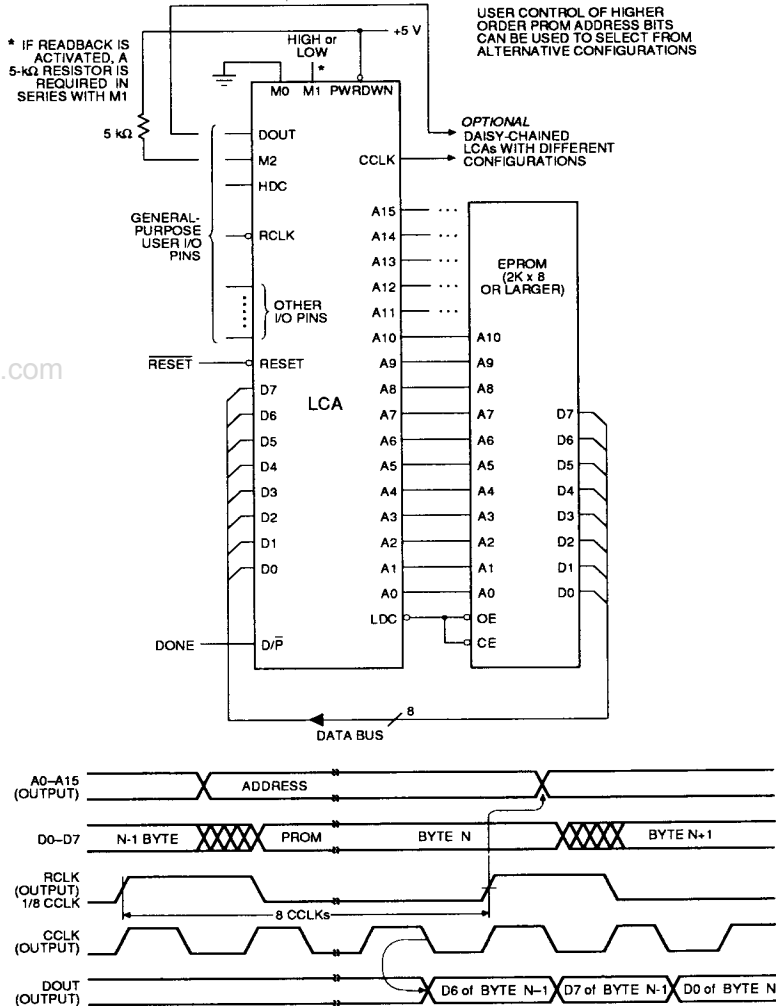 USER CONTROL OF HIGHER
ORDER PROM ADDRESS BITS
CAN BE USED TO SELECT FROM
ALTERNATIVE CONFIGURATIONS
+5 V
* IF READBACK IS
ACTIVATED, A
5-kΩ RESISTOR IS
REQUIRED IN
SERIES WITH M1
HIGH or
LOW
*
M0 M1 PWRDWN
5 kΩ
OPTIONAL
DAISY-CHAINED
LCAs WITH DIFFERENT
CONFIGURATIONS
DOUT
M2
CCLK
HDC
GENERAL-
PURPOSE
USER I/O
PINS
RCLK
OTHER
I/O PINS
RESET
RESET
D7
D6
D5
D4
D3
D2
D1
D0
DONE
D/P
LCA
.com
A15 ...
A14 ...
A13 ...
A12 ...
A11 ...
A10
A9
A8
A7
A6
A5
A4
A3
A2
A1
A0
LDC
EPROM
(2K x 8
OR LARGER)
A10
A9
A8
A7
A6
A5
A4
A3
A2
A1
A0
OE
CE
D7
D6
D5
D4
D3
D2
D1
D0
8
DATA BUS
A0–A15
(OUTPUT)
ADDRESS
D0–D7
N-1 BYTE PROM BYTE N BYTE N+1
RCLK
(OUTPUT)
1/8 CCLK
8 CCLKs
CCLK
(OUTPUT)
DOUT
(OUTPUT)
D6 of BYTE N–1 D7 of BYTE N-1 D0 of BYTE N